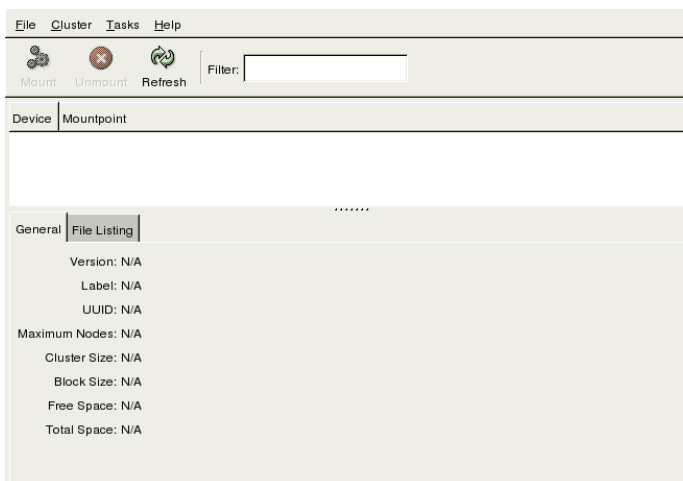 File Cluster Tasks Help
Mount Unmount Refresh Filter:
Device Mountpoint
General File Listing
Version: N/A
Label: N/A
UUID: N/A
Maximum Nodes: N/A
Cluster Size: N/A
Block Size: N/A
Free Space: N/A
Total Space: N/A